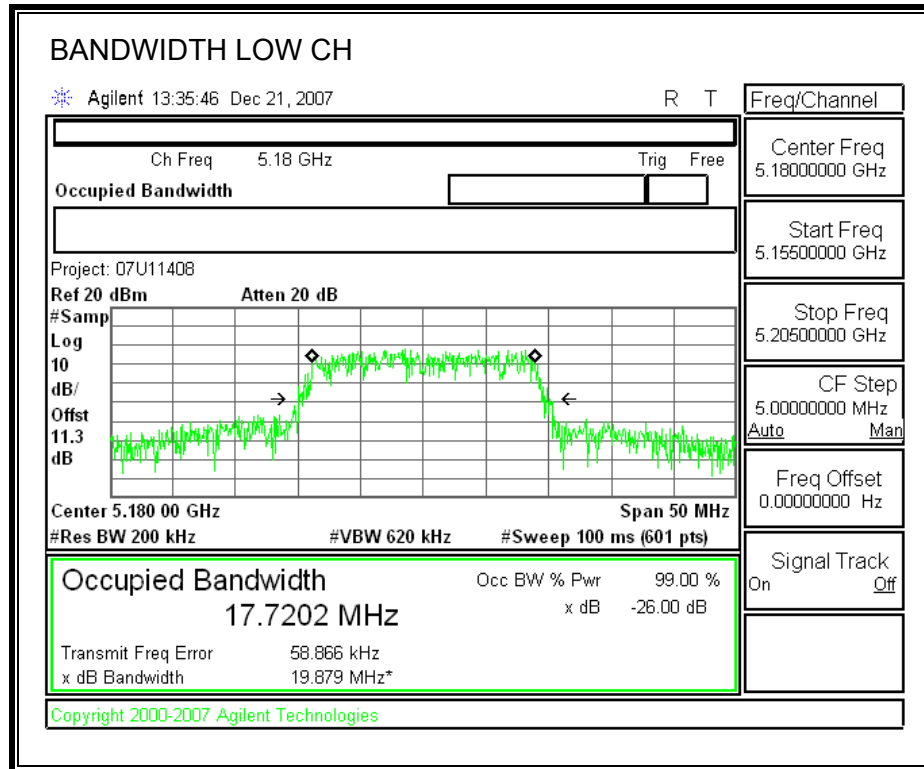 BANDWIDTH LOW CH
Agilent 13:35:46 Dec 21, 2007 R T
Freq/Channel
Ch Freq 5.18 GHz Trig Free
Occupied Bandwidth
Center Freq
5.18000000 GHz
Start Freq
5.15500000 GHz
Stop Freq
5.20500000 GHz
CF Step
5.00000000 MHz
Auto Man
Freq Offset
0.00000000 Hz
Signal Track
On Off
Project: 07U11408
Ref 20 dBm Atten 20 dB
#Samp
Log
10
dB/
Offst
11.3
dB
Center 5.180 00 GHz Span 50 MHz
#Res BW 200 kHz #VBW 620 kHz #Sweep 100 ms (601 pts)
Occupied Bandwidth Occ BW % Pwr 99.00 %
17.7202 MHz x dB -26.00 dB
Transmit Freq Error 58.866 kHz
x dB Bandwidth 19.879 MHz*
Copyright 2000-2007 Agilent Technologies